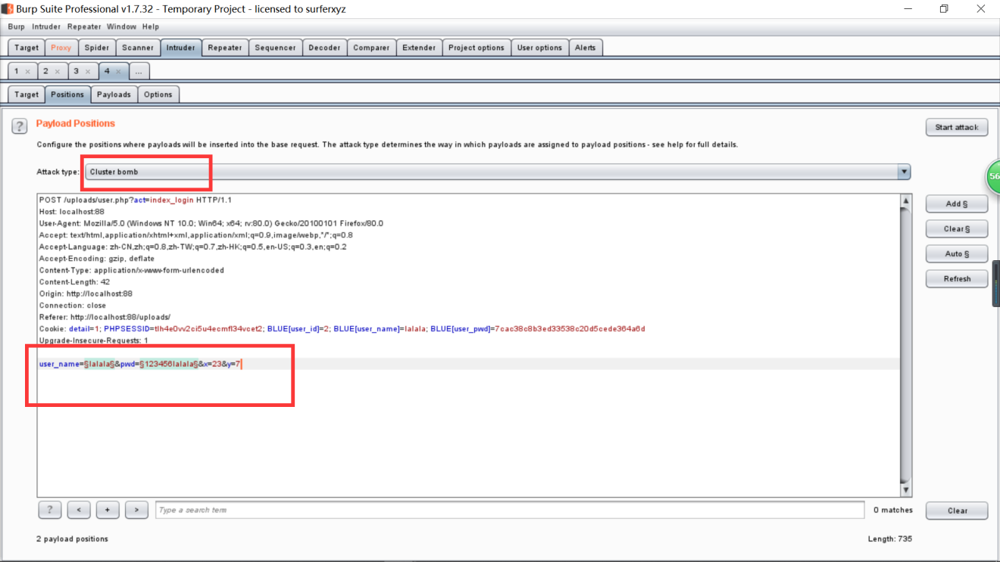 Burp Suite Professional v1.7.32 - Temporary Project - licensed to surferxyz
Burp Intruder Repeater Window Help
Target Proxy Spider Scanner Intruder Repeater Sequencer Decoder Comparer Extender Project options User options Alerts
1 × 2 × 3 × 4 × ...
Target Positions Payloads Options
? Payload Positions
Start attack
Configure the positions where payloads will be inserted into the base request. The attack type determines the way in which payloads are assigned to payload positions - see help for full details.
Attack type: Cluster bomb
56
POST /uploads/user.php?act=index_login HTTP/1.1
Host: localhost:88
User-Agent: Mozilla/5.0 (Windows NT 10.0; Win64; x64; rv:80.0) Gecko/20100101 Firefox/80.0
Accept: text/html,application/xhtml+xml,application/xml;q=0.9,image/webp,*/*;q=0.8
Accept-Language: zh-CN,zh;q=0.8,zh-TW;q=0.7,zh-HK;q=0.5,en-US;q=0.3,en;q=0.2
Accept-Encoding: gzip, deflate
Content-Type: application/x-www-form-urlencoded
Content-Length: 42
Origin: http://localhost:88
Connection: close
Referer: http://localhost:88/uploads/
Cookie: detail=1; PHPSESSID=tlh4e0vv2ci5u4ecmfl34vcet2; BLUE[user_id]=2; BLUE[user_name]=lalala; BLUE[user_pwd]=7cac38c8b3ed33538c20d5cede364a6d
Upgrade-Insecure-Requests: 1
user_name=§lalala§&pwd=§123456lalala§&x=23&y=7
Add §
Clear §
Auto §
Refresh
? < + > Type a search term 0 matches Clear
2 payload positions Length: 735